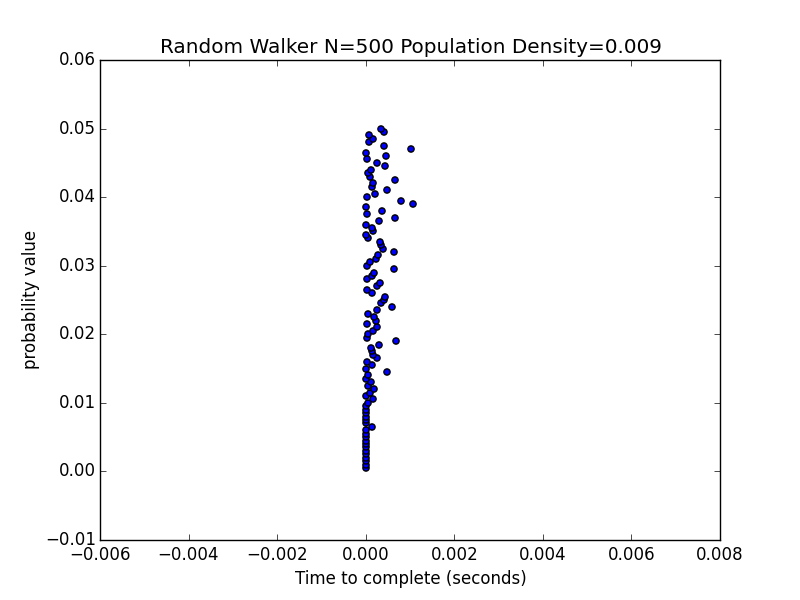 Random Walker N=500 Population Density=0.009
0.06
0.05
0.04
0.03
0.02
0.01
0.00
−0.01
probability value
−0.006 −0.004 −0.002 0.000 0.002 0.004 0.006 0.008
Time to complete (seconds)